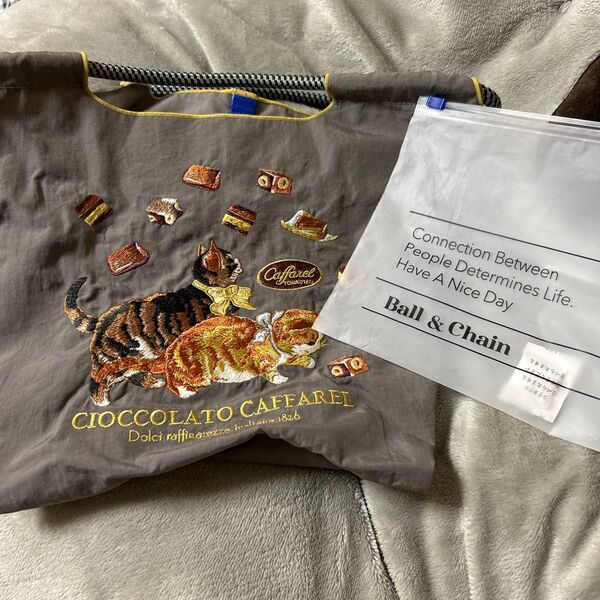 Caffarel
CIOCCOLATO CAFFAREL
Dolci raffinatezze italiane 1826
Connection Between
People Determines Life.
Have A Nice Day
Ball & Chain